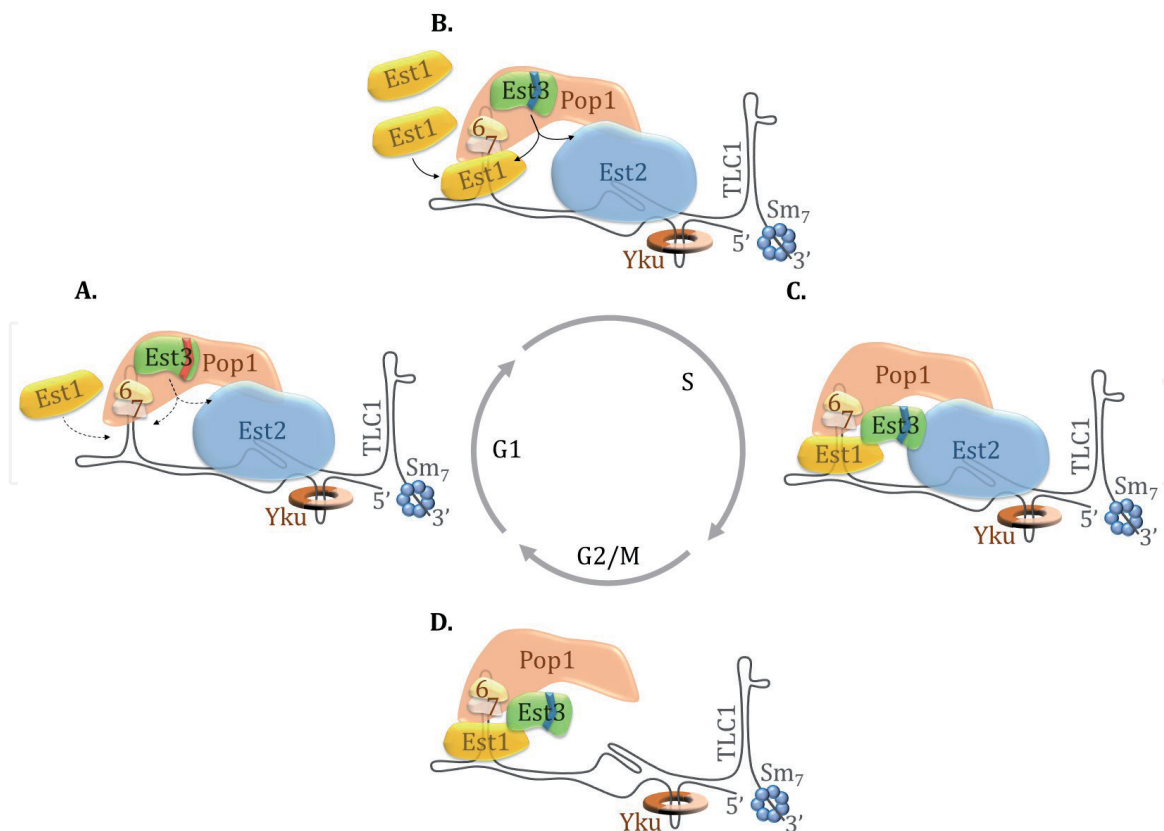 B.
Est1
Est3
Pop1
Est1
6
7
Est1
Est2
TLC1
Sm7
5’
3’
Yku
A.
Est3
Pop1
Est1
6
7
Est2
TLC1
Sm7
5’
3’
Yku
G1
S
G2/M
C.
Pop1
6
7
Est3
Est1
Est2
TLC1
Sm7
5’
3’
Yku
D.
Pop1
6
7
Est3
Est1
TLC1
Sm7
5’
3’
Yku